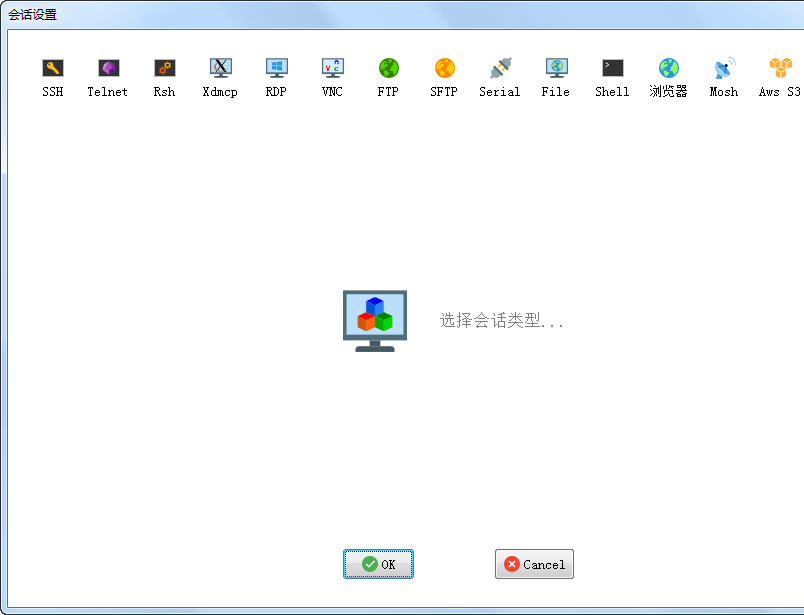 会话设置
SSH Telnet Rsh Xdmcp RDP VNC FTP SFTP Serial File Shell 浏览器 Mosh Aws S3
选择会话类型...
OK Cancel